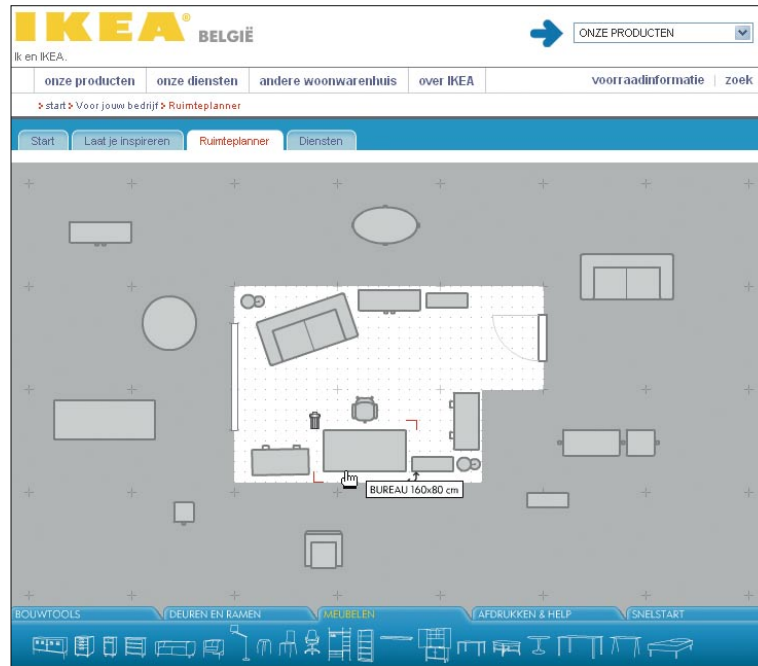 IKEA® BELGIË
ONZE PRODUCTEN
Ik en IKEA.
onze producten onze diensten andere woonwarenhuis over IKEA voorraadinformatie zoek
start Voor jouw bedrijf Ruimteplanner
Start Laat je inspireren Ruimteplanner Diensten
BUREAU 160x80 cm
BOUWTOOLS DEUREN EN RAMEN MEUBELEN AFDRUKKEN & HELP SNELSTART